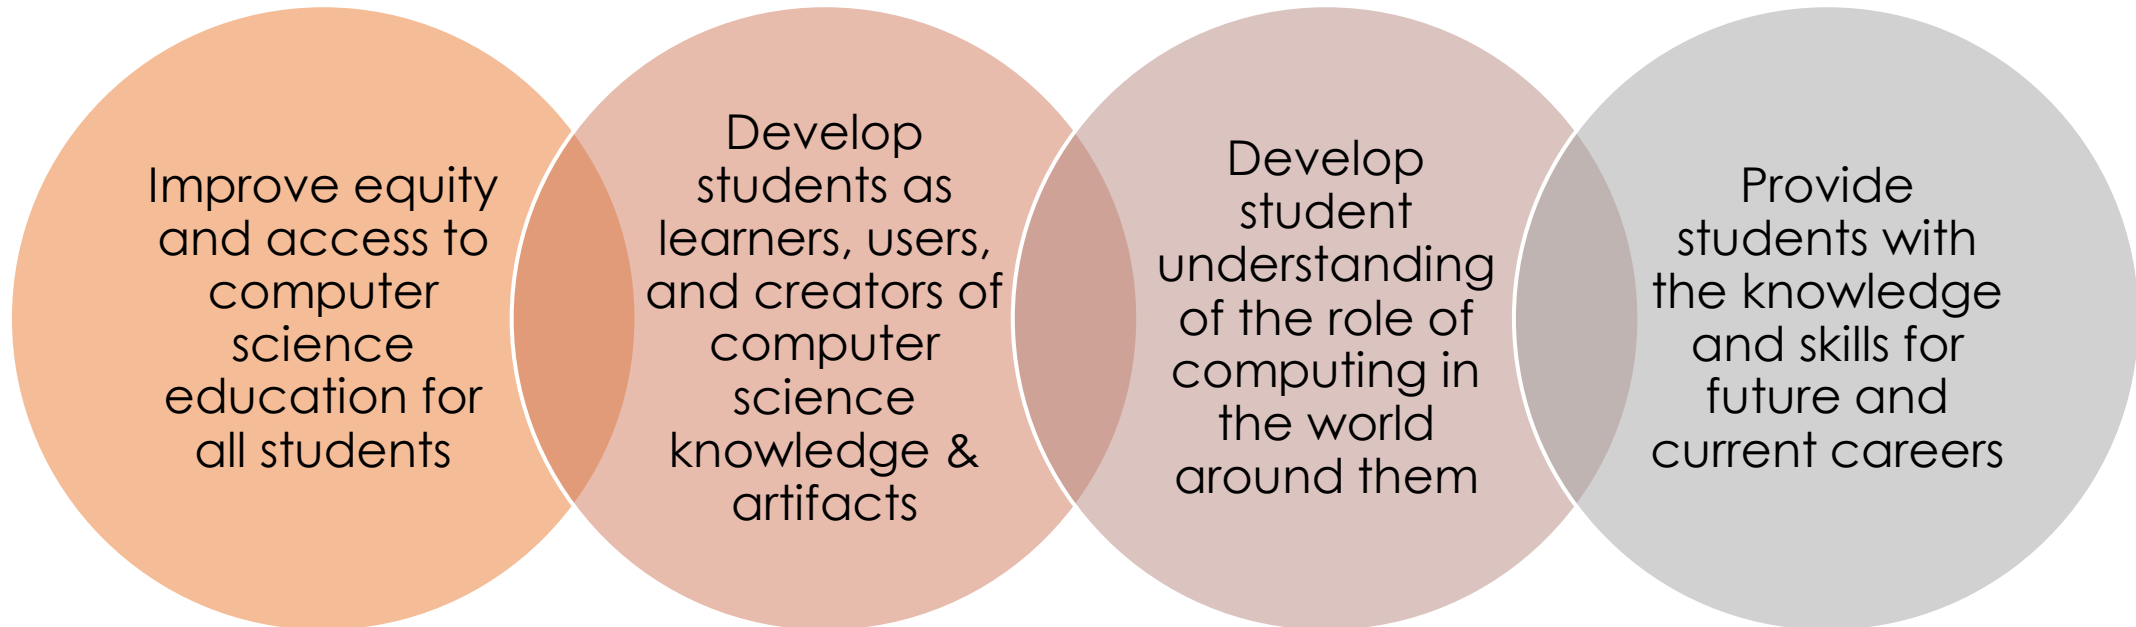 Improve equity
and access to
computer
science
education for
all students
Develop
students as
learners, users,
and creators of
computer
science
knowledge &
artifacts
Develop
student
understanding
of the role of
computing in
the world
around them
Provide
students with
the knowledge
and skills for
future and
current careers